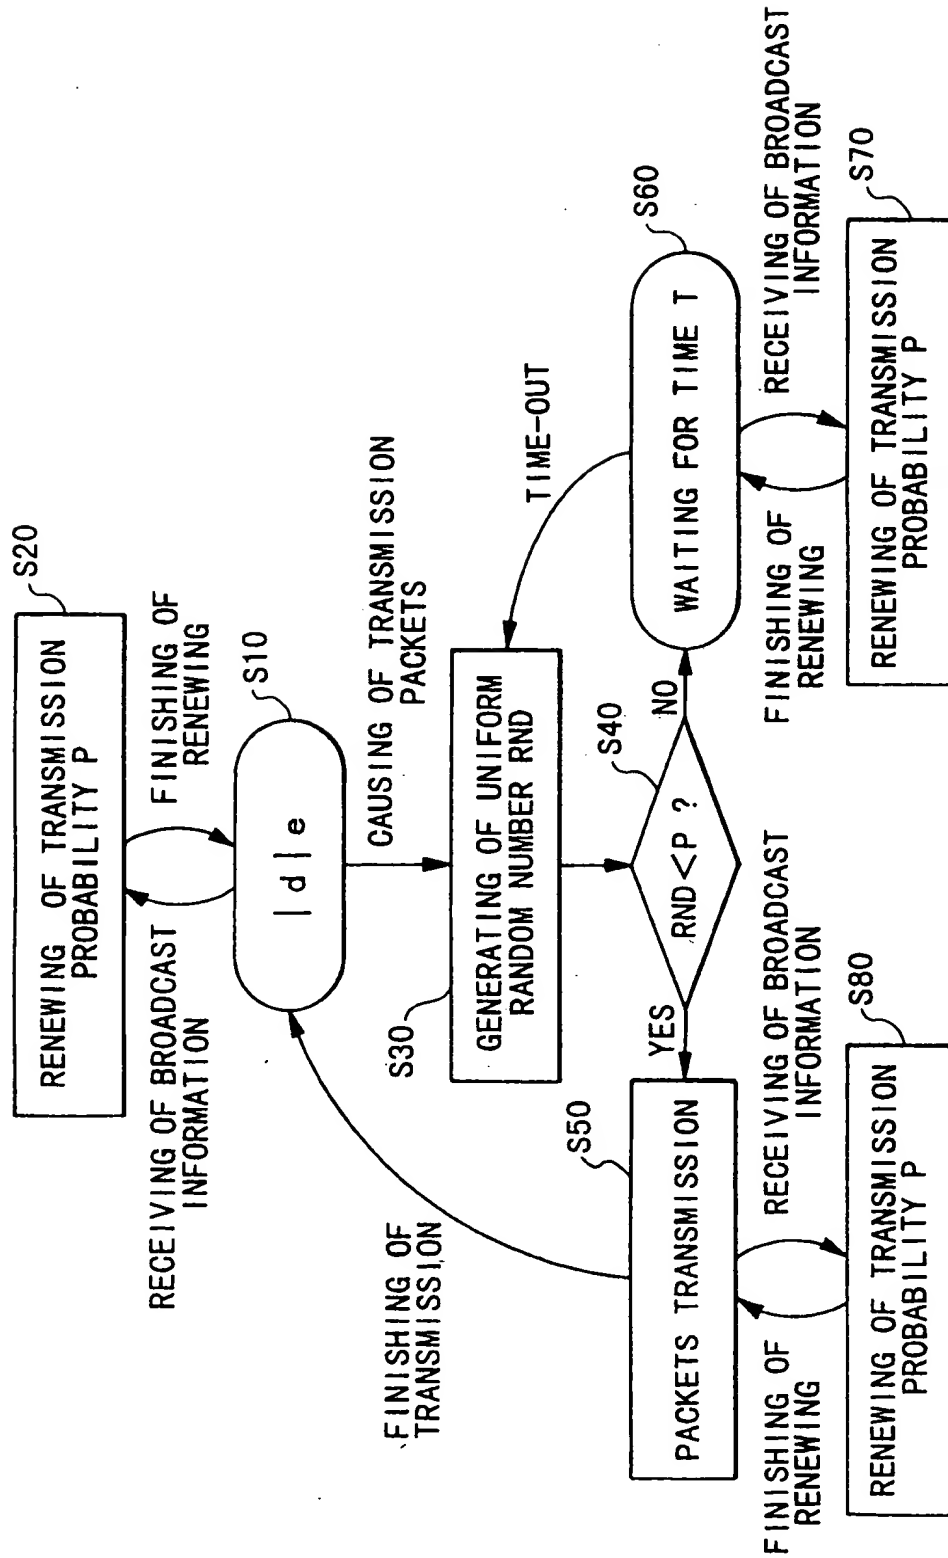 S20
RENEWING OF TRANSMISSION
PROBABILITY P
RECEIVING OF BROADCAST
INFORMATION
FINISHING OF
RENEWING
S10
Idle
CAUSING OF TRANSMISSION
PACKETS
FINISHING OF
TRANSMISSION
S30
GENERATING OF UNIFORM
RANDOM NUMBER RND
TIME-OUT
S40
RND<P ?
YES
NO
S50
PACKETS TRANSMISSION
S60
WAITING FOR TIME T
FINISHING OF
RENEWING
RECEIVING OF BROADCAST
INFORMATION
S80
RENEWING OF TRANSMISSION
PROBABILITY P
FINISHING OF
RENEWING
RECEIVING OF BROADCAST
INFORMATION
S70
RENEWING OF TRANSMISSION
PROBABILITY P